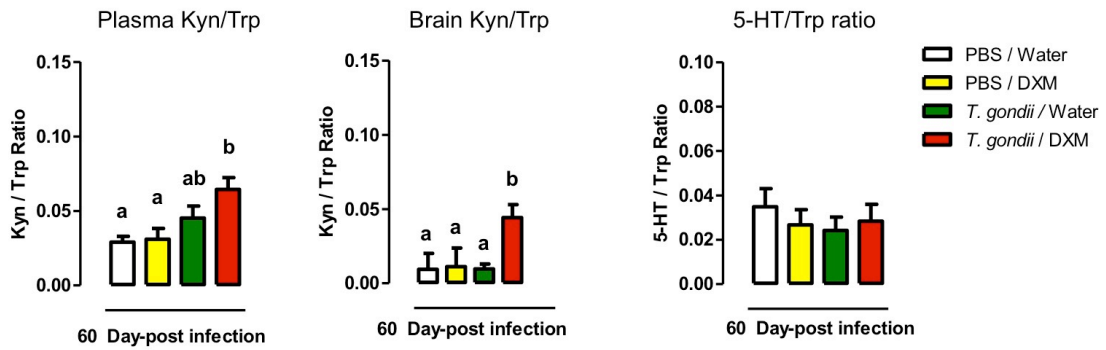 Plasma Kyn/Trp
Kyn / Trp Ratio
0.15
0.10
0.05
0.00
a
a
ab
b
60 Day-post infection
Brain Kyn/Trp
Kyn / Trp Ratio
0.15
0.10
0.05
0.00
a
a
a
b
60 Day-post infection
5-HT/Trp ratio
5-HT / Trp Ratio
0.10
0.08
0.06
0.04
0.02
0.00
60 Day-post infection
PBS / Water
PBS / DXM
T. gondii / Water
T. gondii / DXM